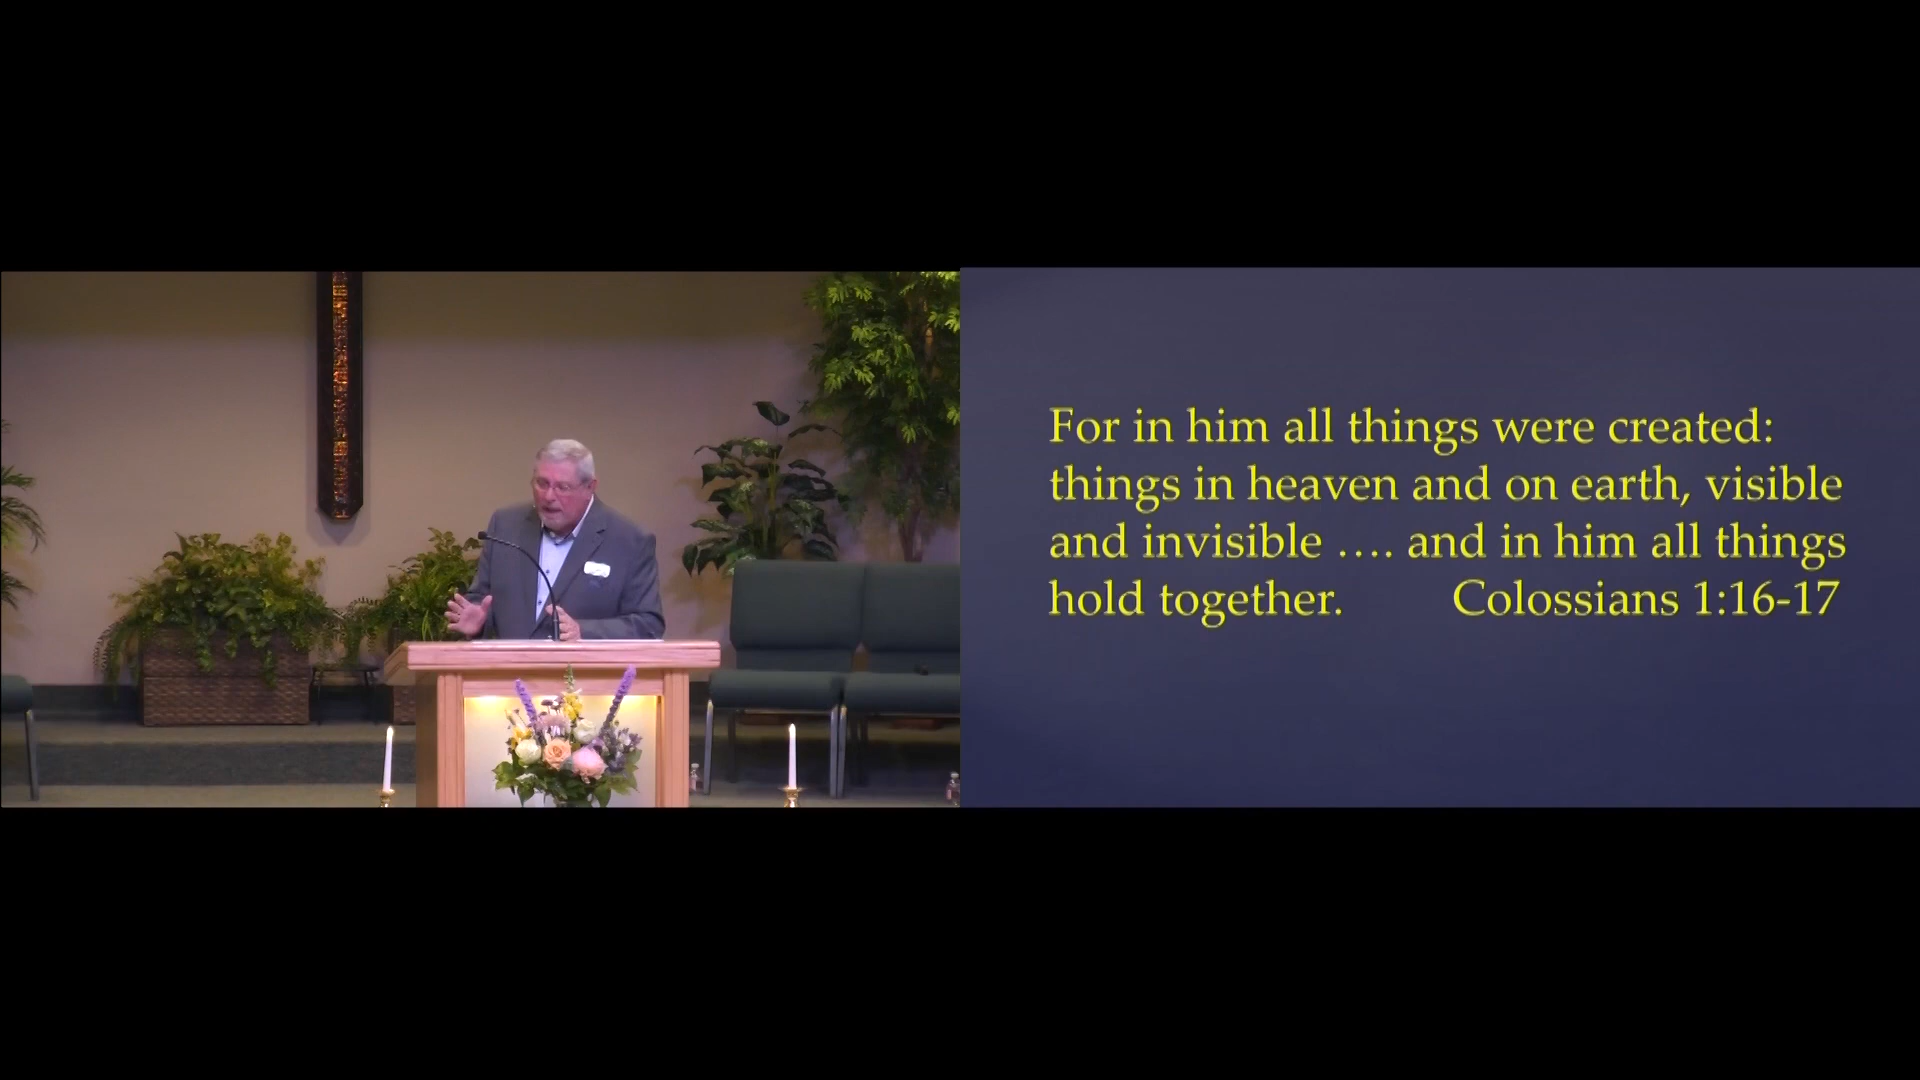 For in him all things were created:
things in heaven and on earth, visible
and invisible …. and in him all things
hold together. Colossians 1:16-17